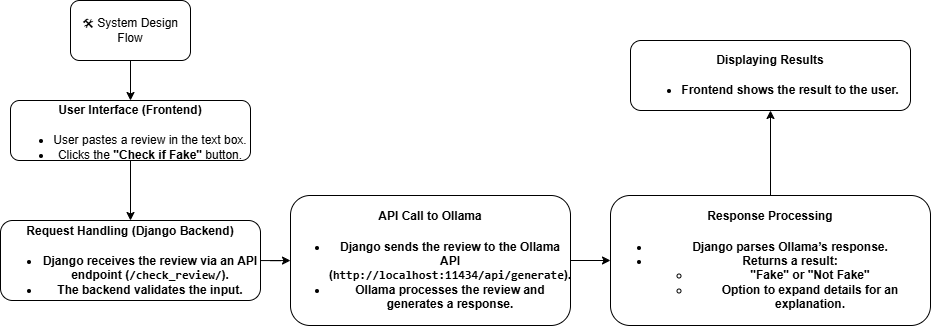 🛠 System Design
Flow
User Interface (Frontend)
• User pastes a review in the text box.
• Clicks the "Check if Fake" button.
Request Handling (Django Backend)
• Django receives the review via an API
endpoint (/check_review/).
• The backend validates the input.
API Call to Ollama
• Django sends the review to the Ollama
API
(http://localhost:11434/api/generate).
• Ollama processes the review and
generates a response.
Response Processing
• Django parses Ollama’s response.
• Returns a result:
○ "Fake" or "Not Fake"
○ Option to expand details for an
explanation.
Displaying Results
• Frontend shows the result to the user.